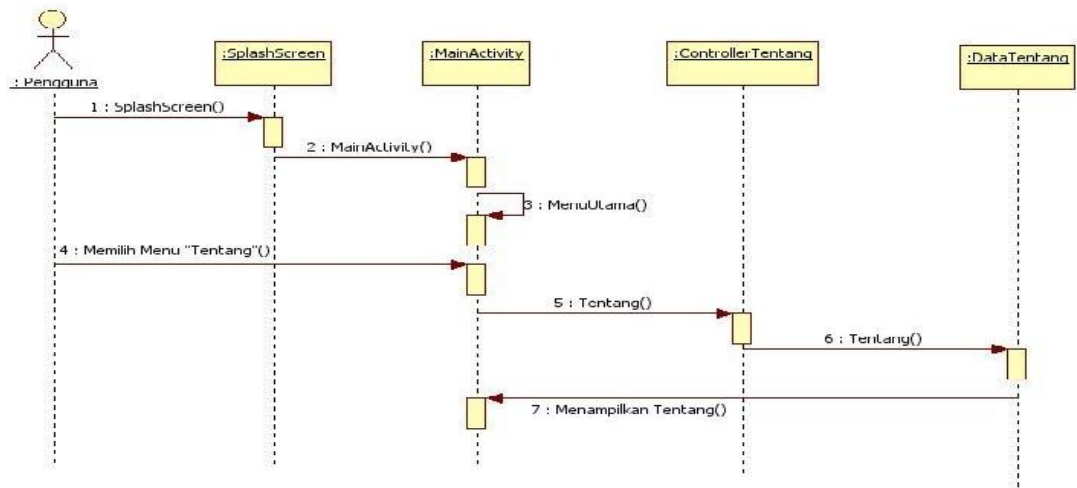 :SplashScreen
:MainActivity
:ControllerTentang
:DataTentang
: Pengguna
1 : SplashScreen()
2 : MainActivity()
3 : MenuUtama()
4 : Memilih Menu "Tentang"()
5 : Tentang()
6 : Tentang()
7 : Menampilkan Tentang()